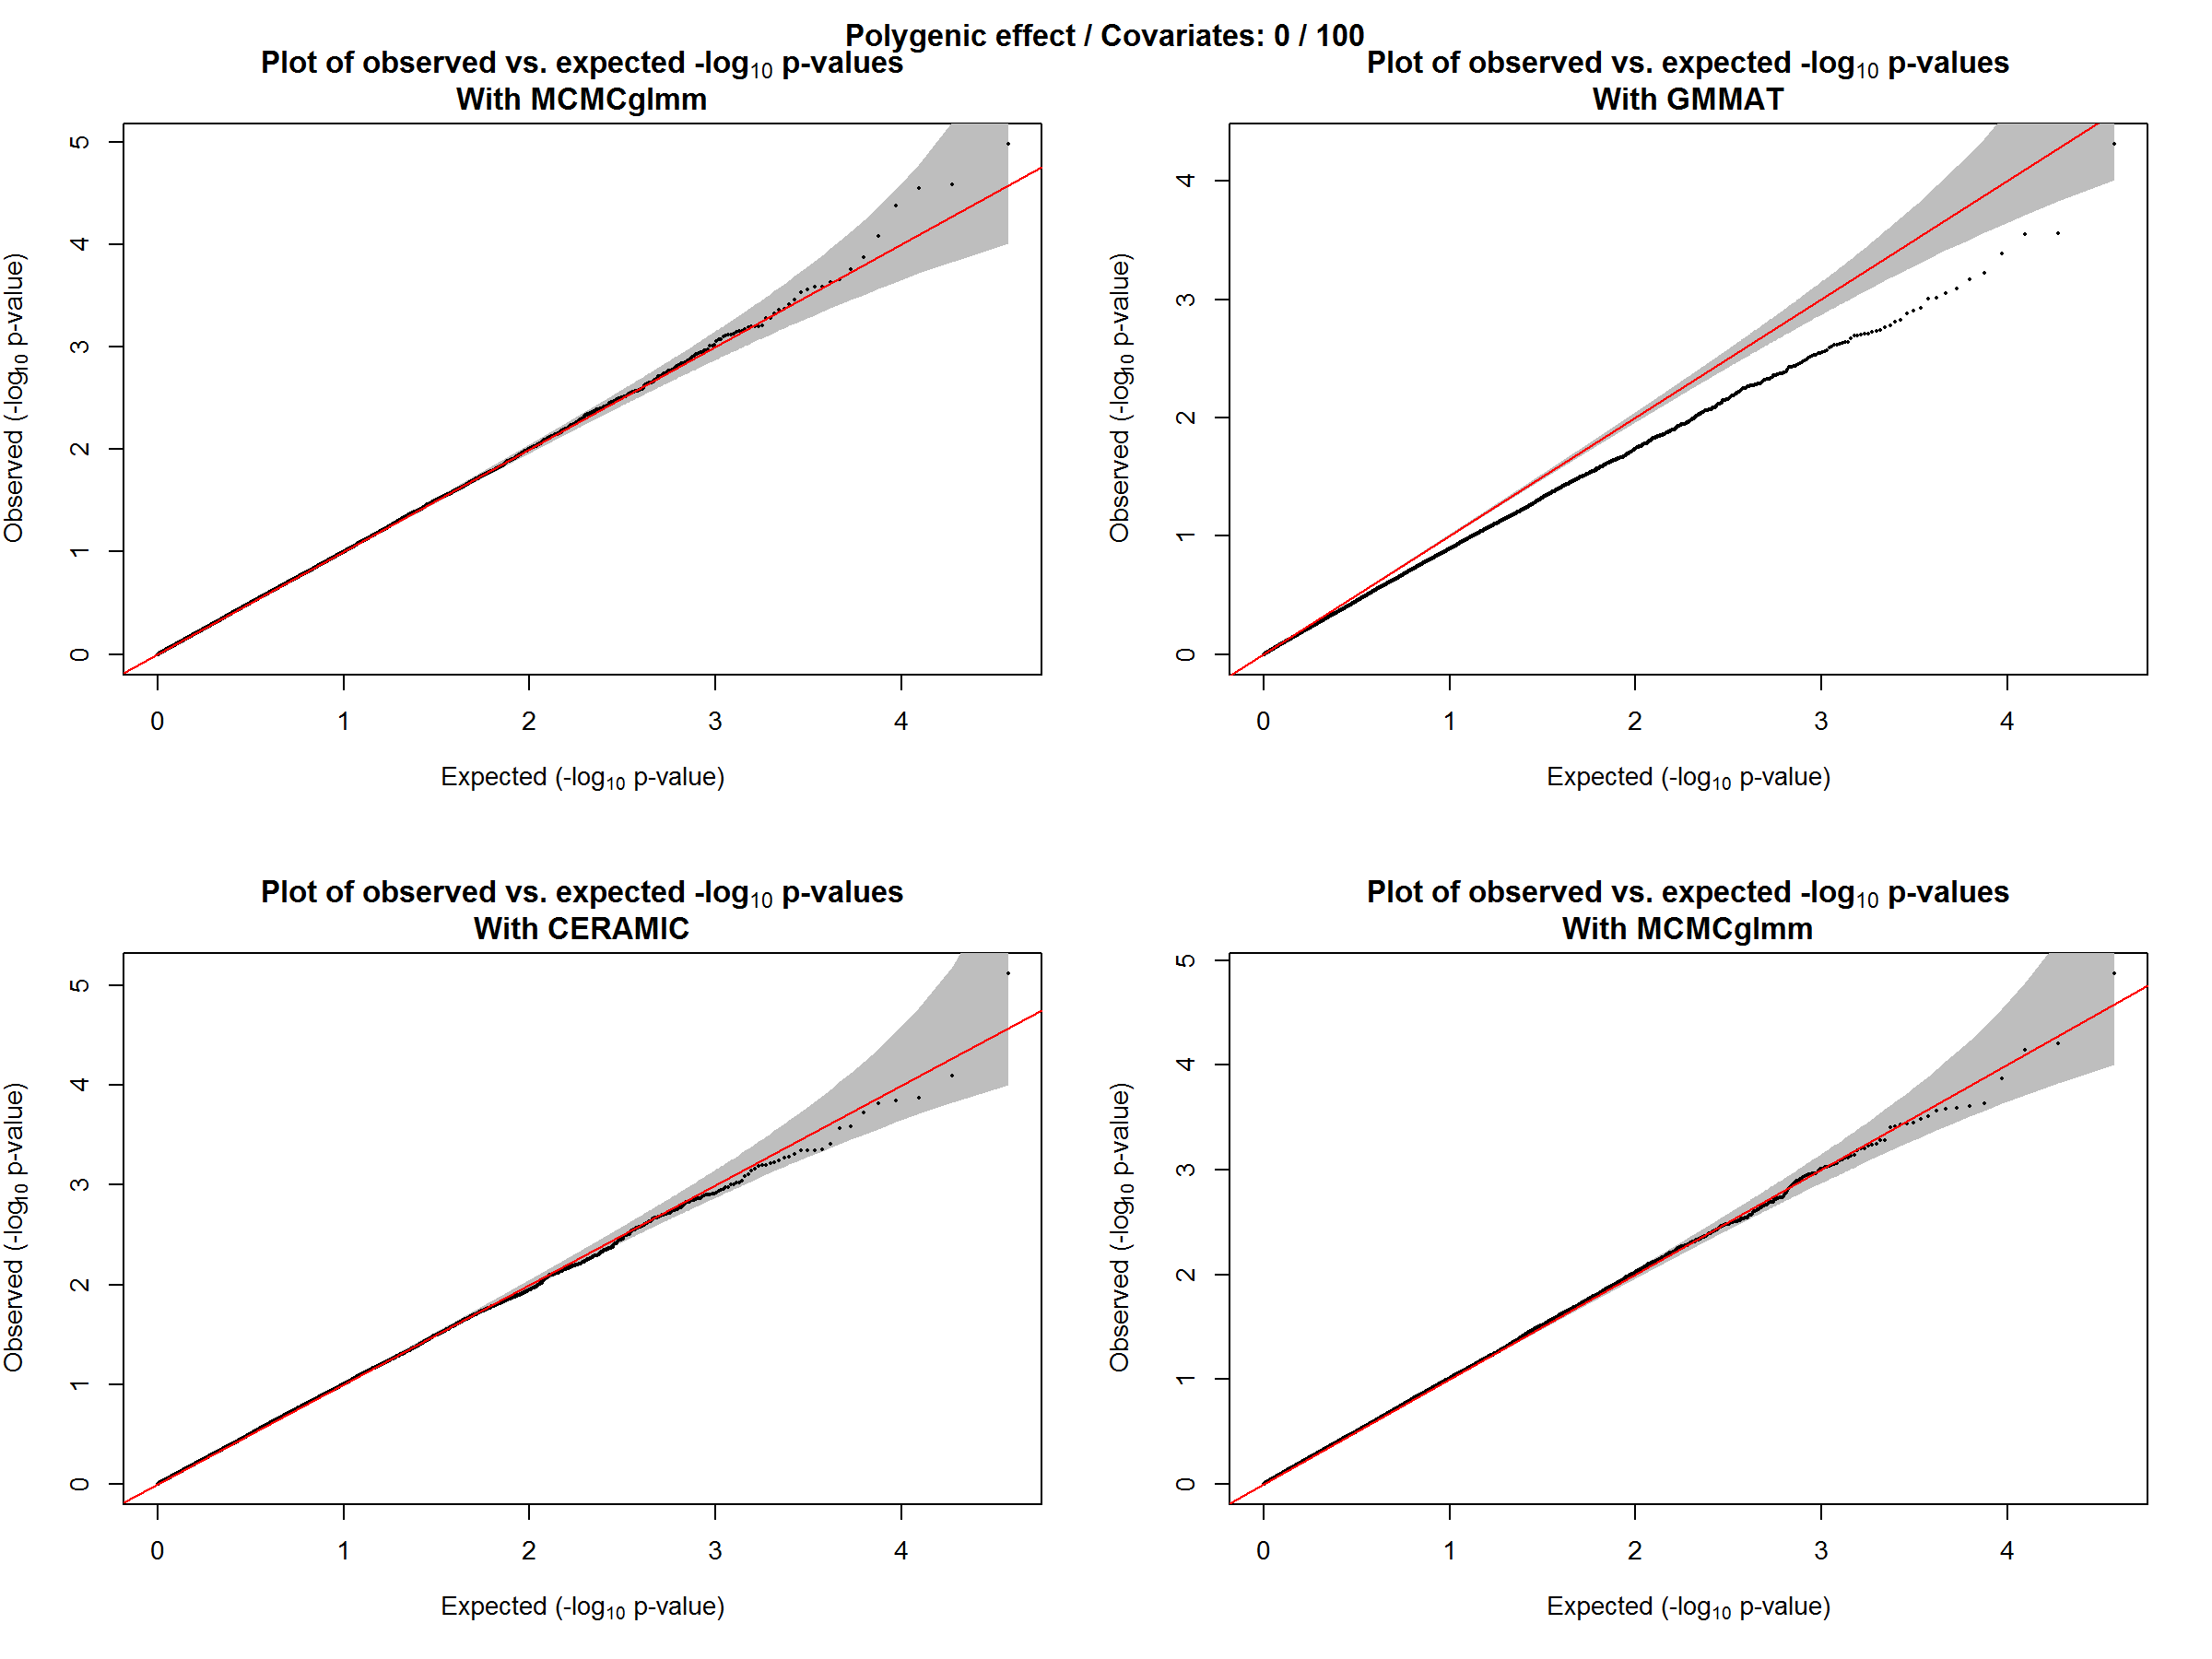 Polygenic effect / Covariates: 0 / 100
Plot of observed vs. expected -log10 p-values
With MCMCglmm
5
4
3
2
1
0
Observed (-log10 p-value)
0 1 2 3 4
Expected (-log10 p-value)
Plot of observed vs. expected -log10 p-values
With GMMAT
4
3
2
1
0
Observed (-log10 p-value)
0 1 2 3 4
Expected (-log10 p-value)
Plot of observed vs. expected -log10 p-values
With CERAMIC
5
4
3
2
1
0
Observed (-log10 p-value)
0 1 2 3 4
Expected (-log10 p-value)
Plot of observed vs. expected -log10 p-values
With MCMCglmm
5
4
3
2
1
0
Observed (-log10 p-value)
0 1 2 3 4
Expected (-log10 p-value)